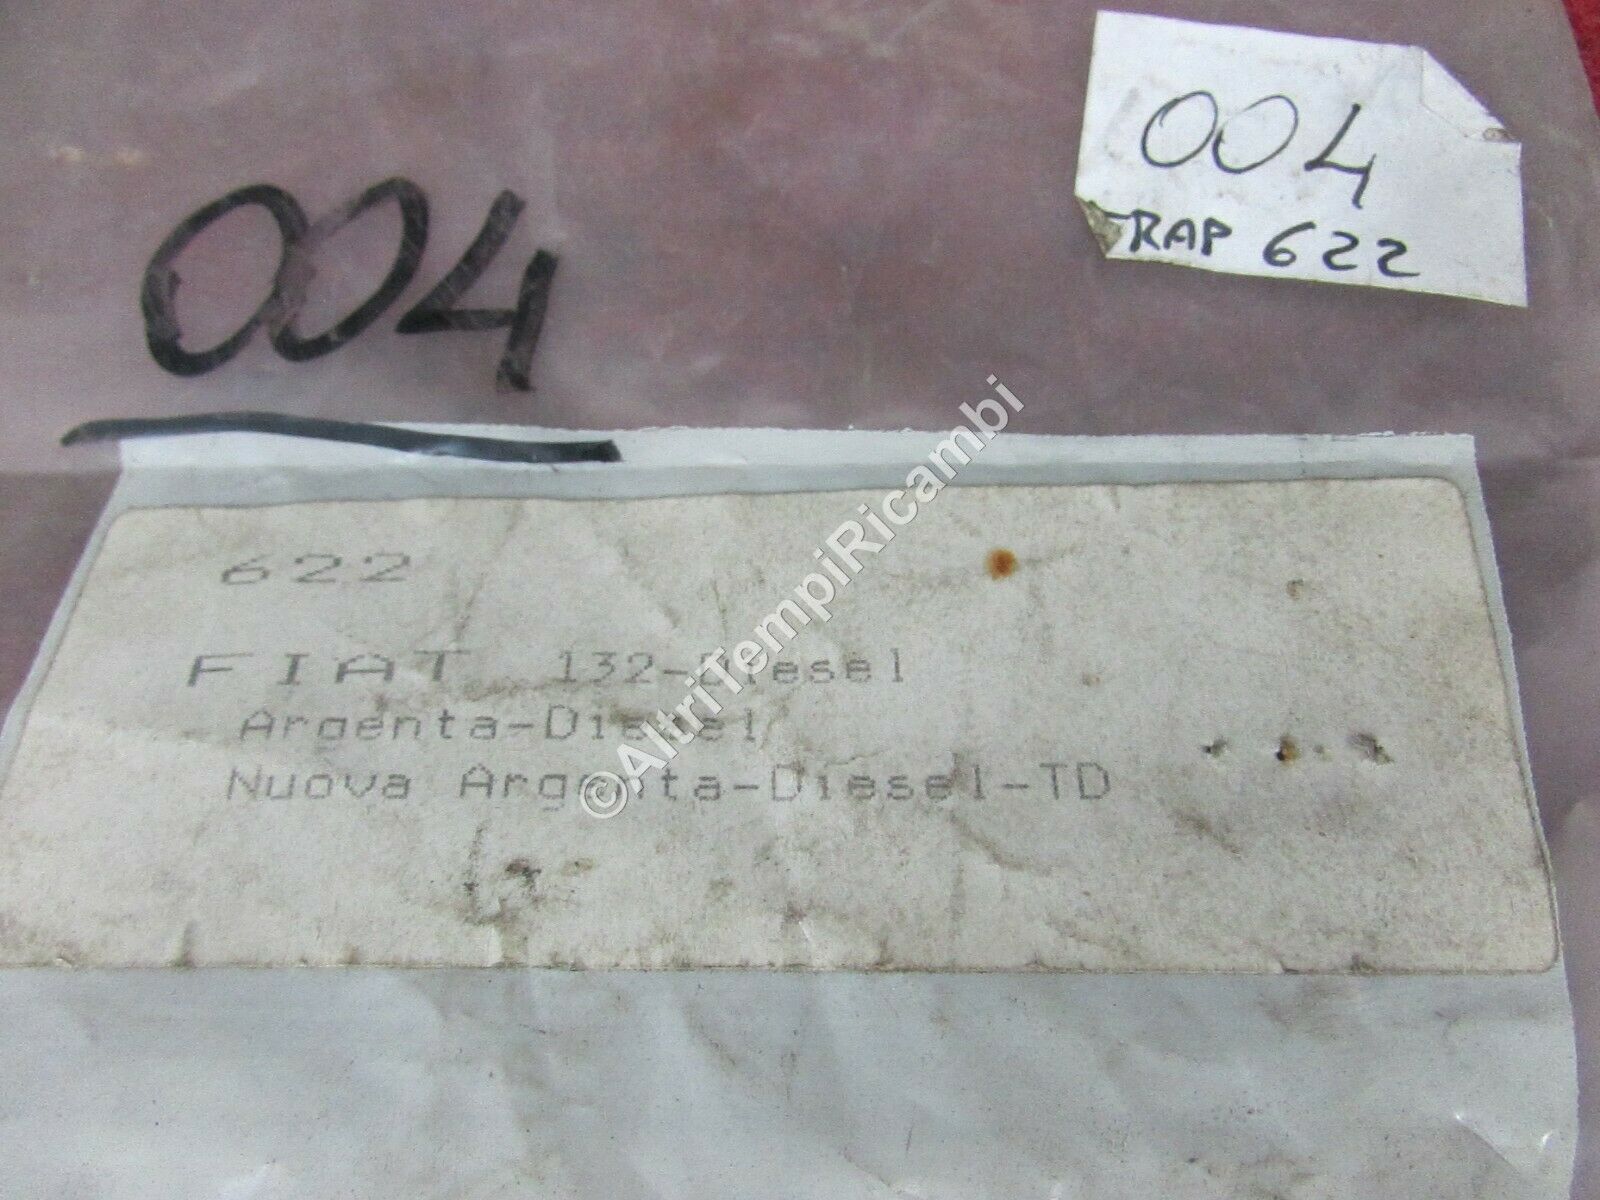 004
004
RAP 622
622
FIAT 132-Diesel
Argenta-Diesel
Nuova Argenta-Diesel-TD
©AltriTempiRicambi